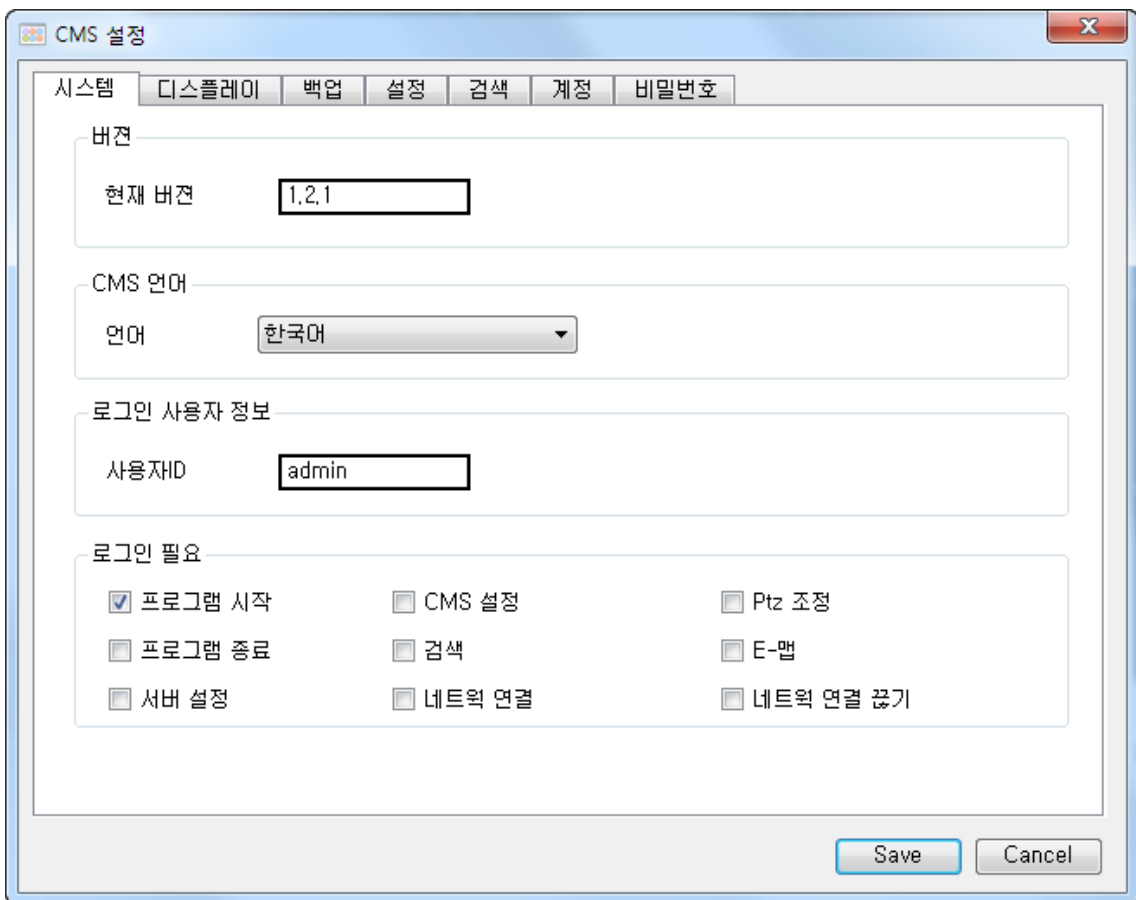 CMS 설정
시스템 디스플레이 백업 설정 검색 계정 비밀번호
버젼
현재 버젼 1.2.1
CMS 언어
언어 한국어
로그인 사용자 정보
사용자ID admin
로그인 필요
프로그램 시작 CMS 설정 Ptz 조정
프로그램 종료 검색 E-맵
서버 설정 네트웍 연결 네트웍 연결 끊기
Save Cancel